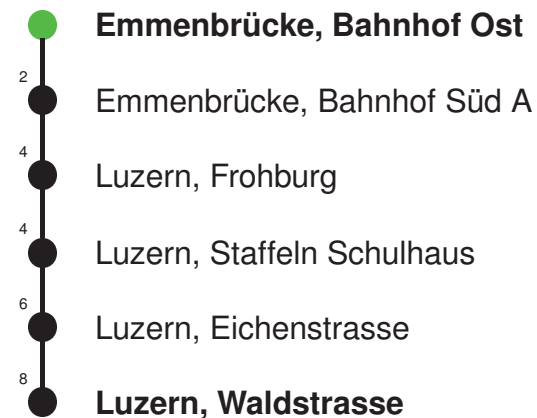 Emmenbrücke, Bahnhof Ost
2 Emmenbrücke, Bahnhof Süd A
4 Luzern, Frohburg
4 Luzern, Staffeln Schulhaus
6 Luzern, Eichenstrasse
8 Luzern, Waldstrasse